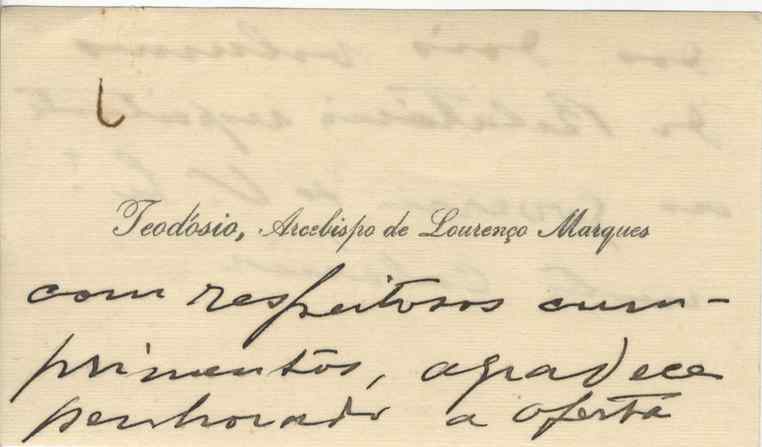 Teodósio, Arcebispo de Lourenço Marques
com respeitosos cum-
primentos, agradece
penhorado a oferta